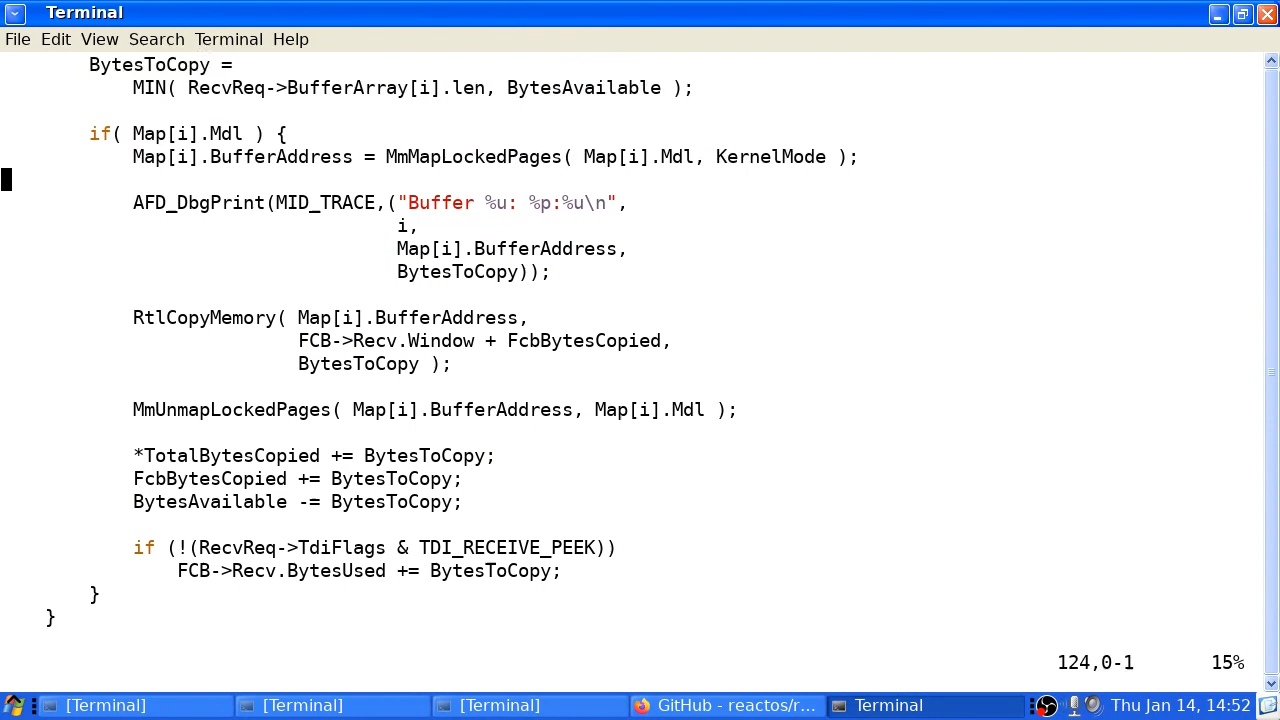 Terminal
File Edit View Search Terminal Help
BytesToCopy =
MIN( RecvReq->BufferArray[i].len, BytesAvailable );
if( Map[i].Mdl ) {
Map[i].BufferAddress = MmMapLockedPages( Map[i].Mdl, KernelMode );
AFD_DbgPrint(MID_TRACE,("Buffer %u: %p:%u\n",
i,
Map[i].BufferAddress,
BytesToCopy));
RtlCopyMemory( Map[i].BufferAddress,
FCB->Recv.Window + FcbBytesCopied,
BytesToCopy );
MmUnmapLockedPages( Map[i].BufferAddress, Map[i].Mdl );
*TotalBytesCopied += BytesToCopy;
FcbBytesCopied += BytesToCopy;
BytesAvailable -= BytesToCopy;
if (!(RecvReq->TdiFlags & TDI_RECEIVE_PEEK))
FCB->Recv.BytesUsed += BytesToCopy;
}
}
124,0-1 15%
[Terminal] [Terminal] [Terminal] GitHub - reactos/r... Terminal Thu Jan 14, 14:52